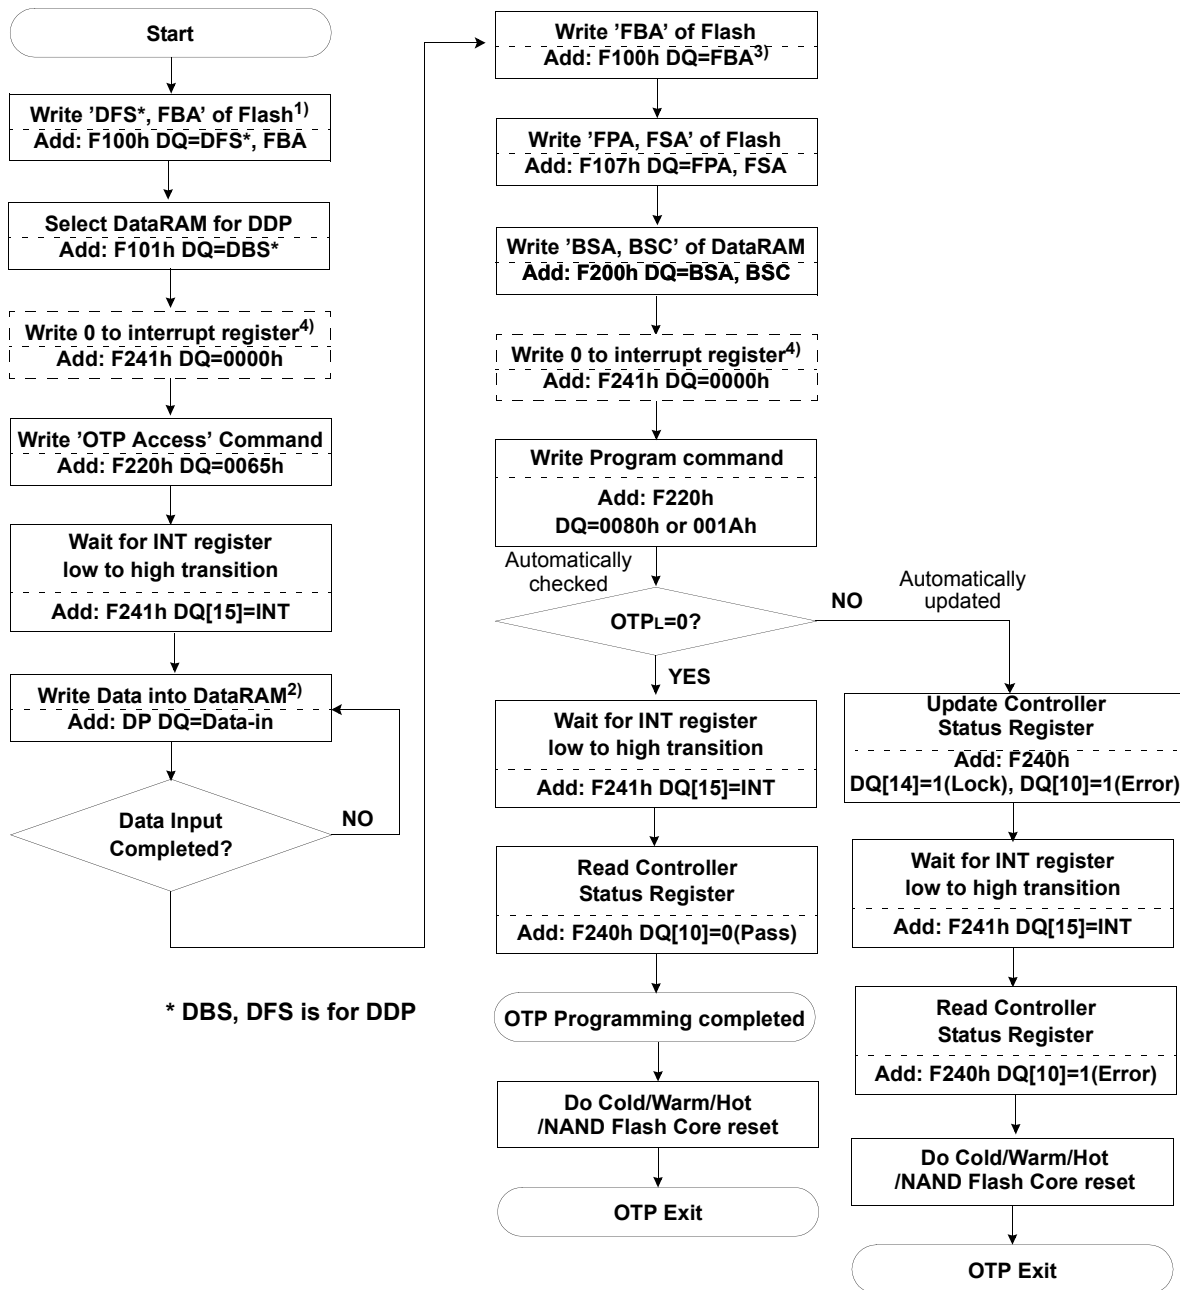 Start
Write ’DFS*, FBA’ of Flash1)
Add: F100h DQ=DFS*, FBA
Select DataRAM for DDP
Add: F101h DQ=DBS*
Write 0 to interrupt register4)
Add: F241h DQ=0000h
Write ’OTP Access’ Command
Add: F220h DQ=0065h
Wait for INT register
low to high transition
Add: F241h DQ[15]=INT
Write Data into DataRAM2)
Add: DP DQ=Data-in
Data Input
Completed?
NO
* DBS, DFS is for DDP
Write ’FBA’ of Flash
Add: F100h DQ=FBA3)
Write ’FPA, FSA’ of Flash
Add: F107h DQ=FPA, FSA
Write ’BSA, BSC’ of DataRAM
Add: F200h DQ=BSA, BSC
Write 0 to interrupt register4)
Add: F241h DQ=0000h
Write Program command
Add: F220h
DQ=0080h or 001Ah
Automatically
checked
OTPL=0?
YES
NO
Automatically
updated
Wait for INT register
low to high transition
Add: F241h DQ[15]=INT
Read Controller
Status Register
Add: F240h DQ[10]=0(Pass)
OTP Programming completed
Do Cold/Warm/Hot
/NAND Flash Core reset
OTP Exit
Update Controller
Status Register
Add: F240h
DQ[14]=1(Lock), DQ[10]=1(Error)
Wait for INT register
low to high transition
Add: F241h DQ[15]=INT
Read Controller
Status Register
Add: F240h DQ[10]=1(Error)
Do Cold/Warm/Hot
/NAND Flash Core reset
OTP Exit